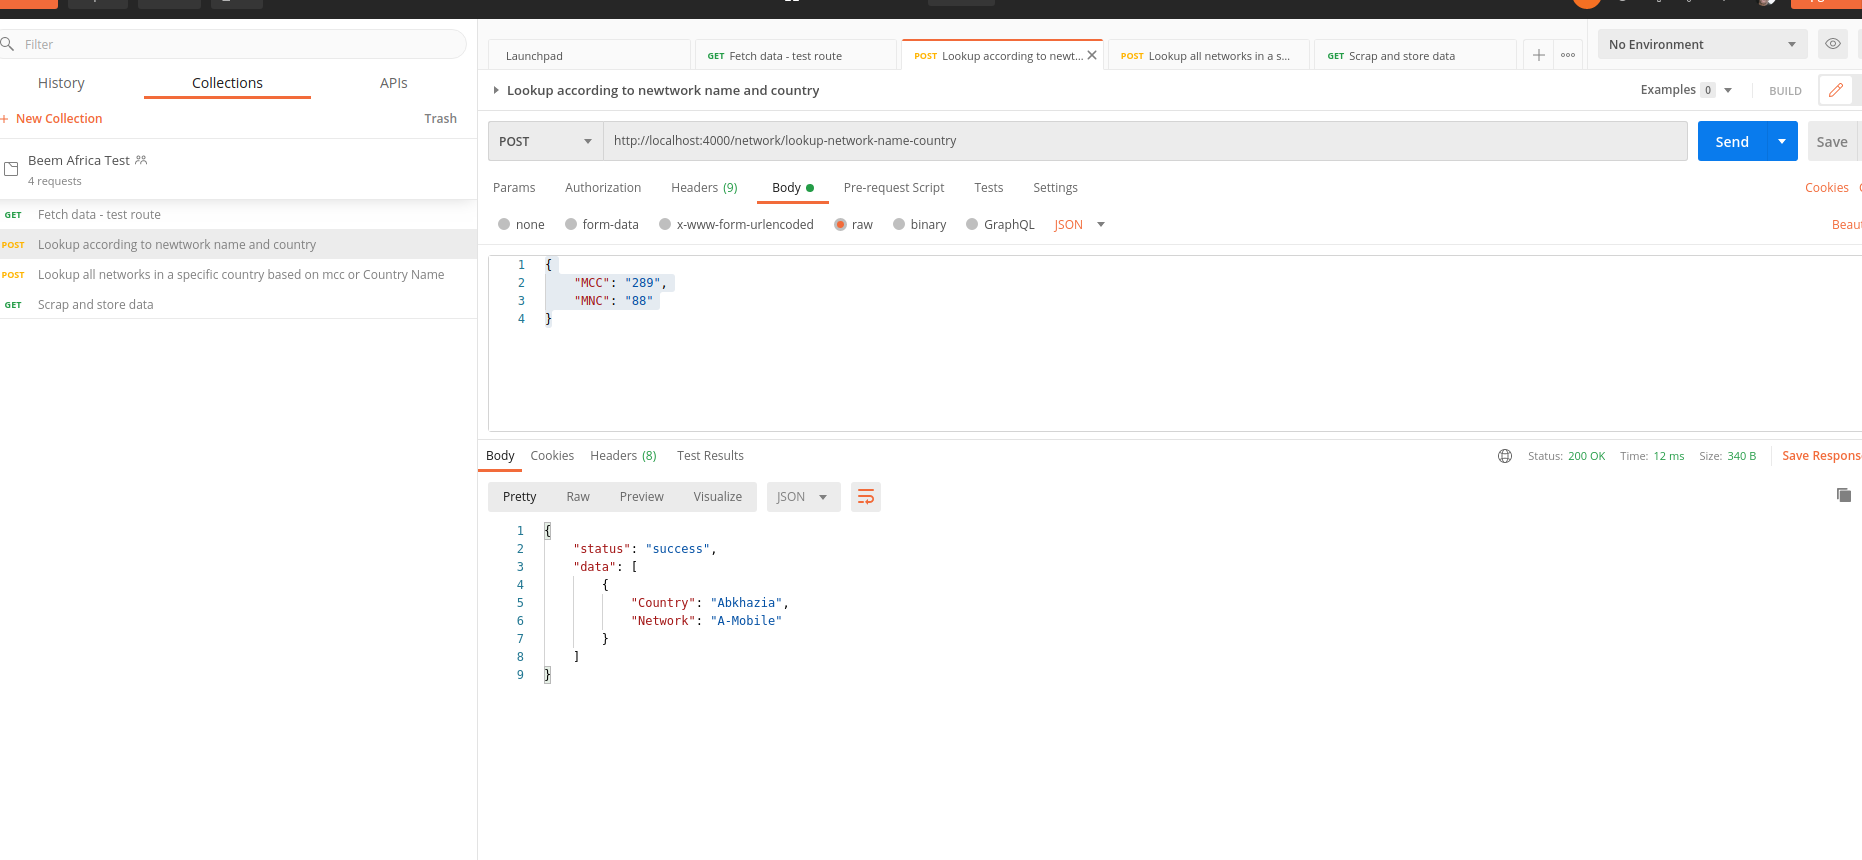 Filter
History Collections APIs
+ New Collection Trash
Beem Africa Test
4 requests
GET Fetch data - test route
POST Lookup according to newtwork name and country
POST Lookup all networks in a specific country based on mcc or Country Name
GET Scrap and store data
Launchpad GET Fetch data - test route POST Lookup according to newt... POST Lookup all networks in a s... GET Scrap and store data No Environment
Lookup according to newtwork name and country Examples 0 BUILD
POST http://localhost:4000/network/lookup-network-name-country Send Save
Params Authorization Headers (9) Body Pre-request Script Tests Settings Cookies
none form-data x-www-form-urlencoded raw binary GraphQL JSON Beaut
1 {
2 "MCC": "289",
3 "MNC": "88"
4 }
Body Cookies Headers (8) Test Results Status: 200 OK Time: 12 ms Size: 340 B Save Respons
Pretty Raw Preview Visualize JSON
1 {
2 "status": "success",
3 "data": [
4 {
5 "Country": "Abkhazia",
6 "Network": "A-Mobile"
7 }
8 ]
9 }